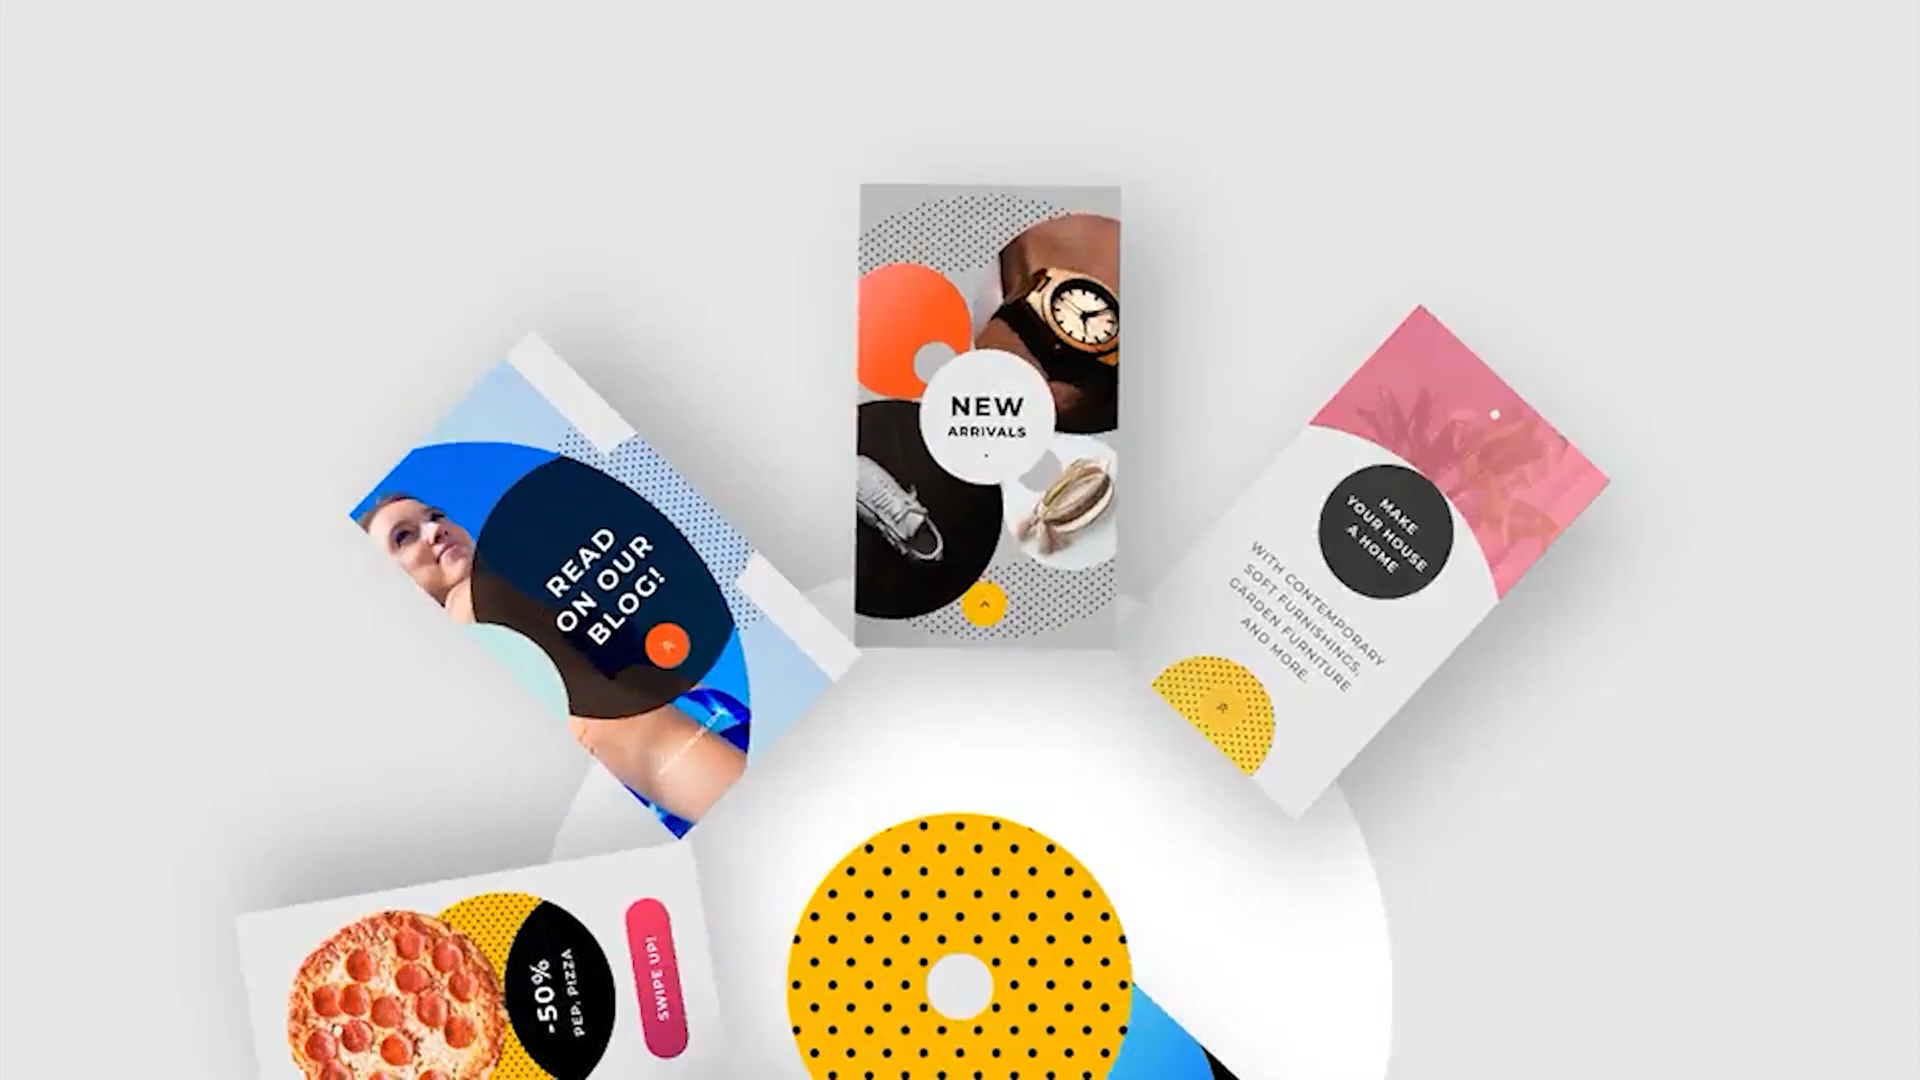 NEW
ARRIVALS
READ
ON OUR
BLOG!
MAKE
YOUR HOUSE
A HOME
WITH CONTEMPORARY
SOFT FURNISHINGS,
GARDEN FURNITURE
AND MORE.
-50%
PEP. PIZZA
SWIPE UP!